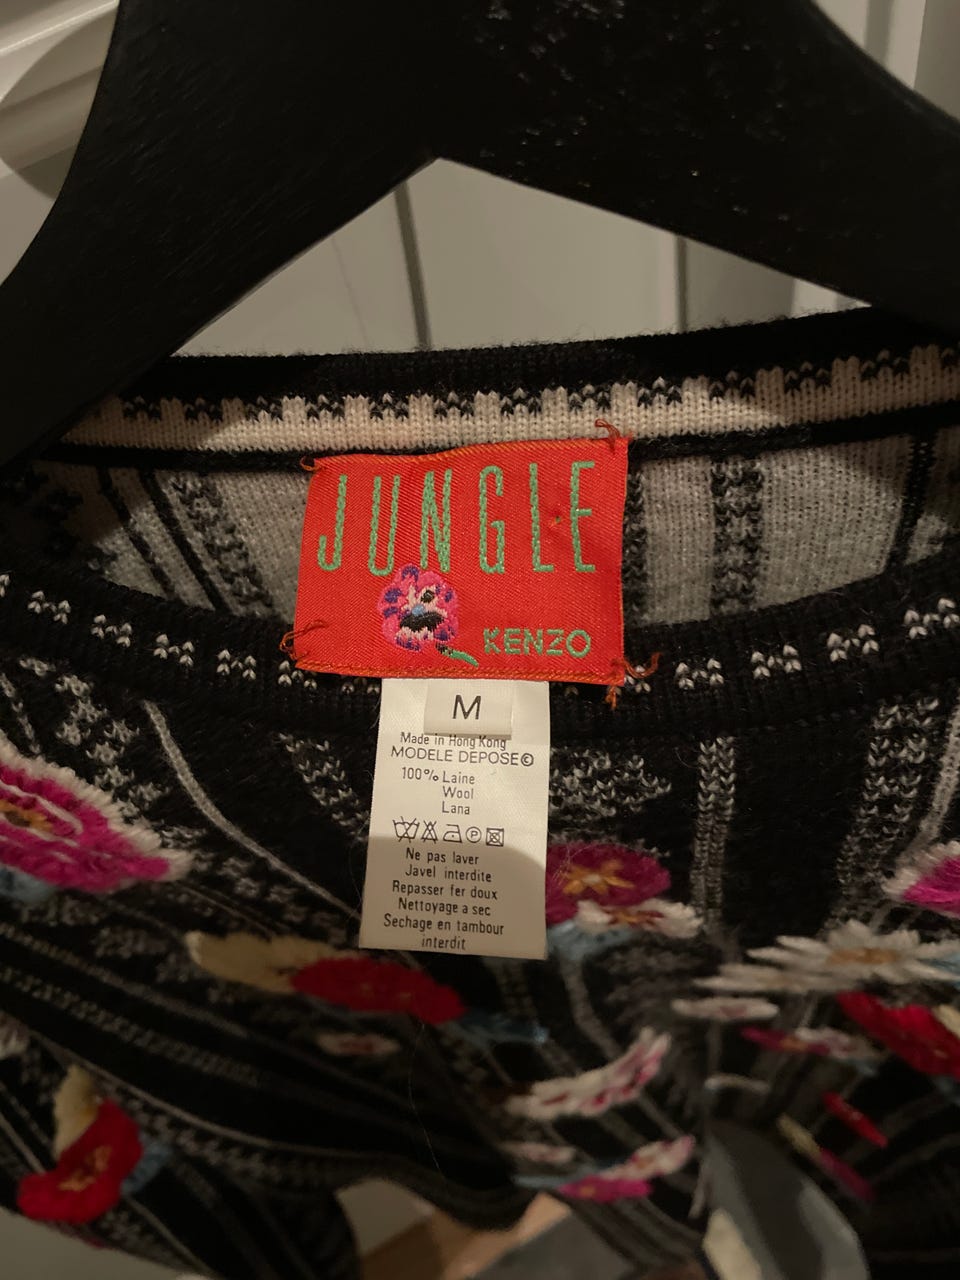 JUNGLE
KENZO
M
Made in Hong Kong
MODELE DEPOSE©
100% Laine
Wool
Lana
P
Ne pas laver
Javel interdite
Repasser fer doux
Nettoyage a sec
Sechage en tambour
interdit